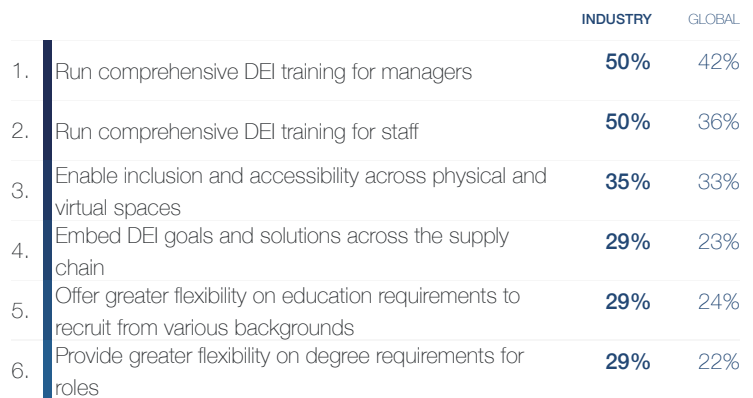 INDUSTRY GLOBAL
1. Run comprehensive DEI training for managers 50% 42%
2. Run comprehensive DEI training for staff 50% 36%
3. Enable inclusion and accessibility across physical and 35% 33%
virtual spaces
4. Embed DEI goals and solutions across the supply 29% 23%
chain
5. Offer greater flexibility on education requirements to 29% 24%
recruit from various backgrounds
6. Provide greater flexibility on degree requirements for 29% 22%
roles